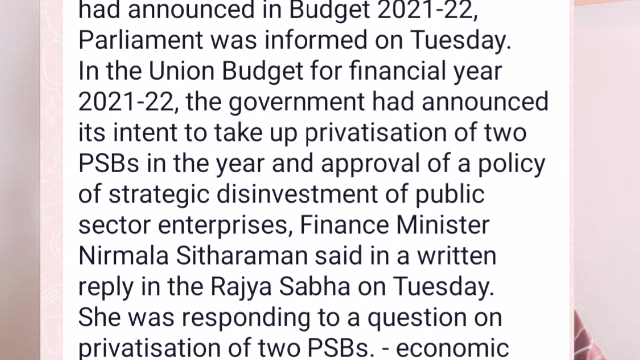 had announced in Budget 2021-22,
Parliament was informed on Tuesday.
In the Union Budget for financial year
2021-22, the government had announced
its intent to take up privatisation of two
PSBs in the year and approval of a policy
of strategic disinvestment of public
sector enterprises, Finance Minister
Nirmala Sitharaman said in a written
reply in the Rajya Sabha on Tuesday.
She was responding to a question on
privatisation of two PSBs. - economic